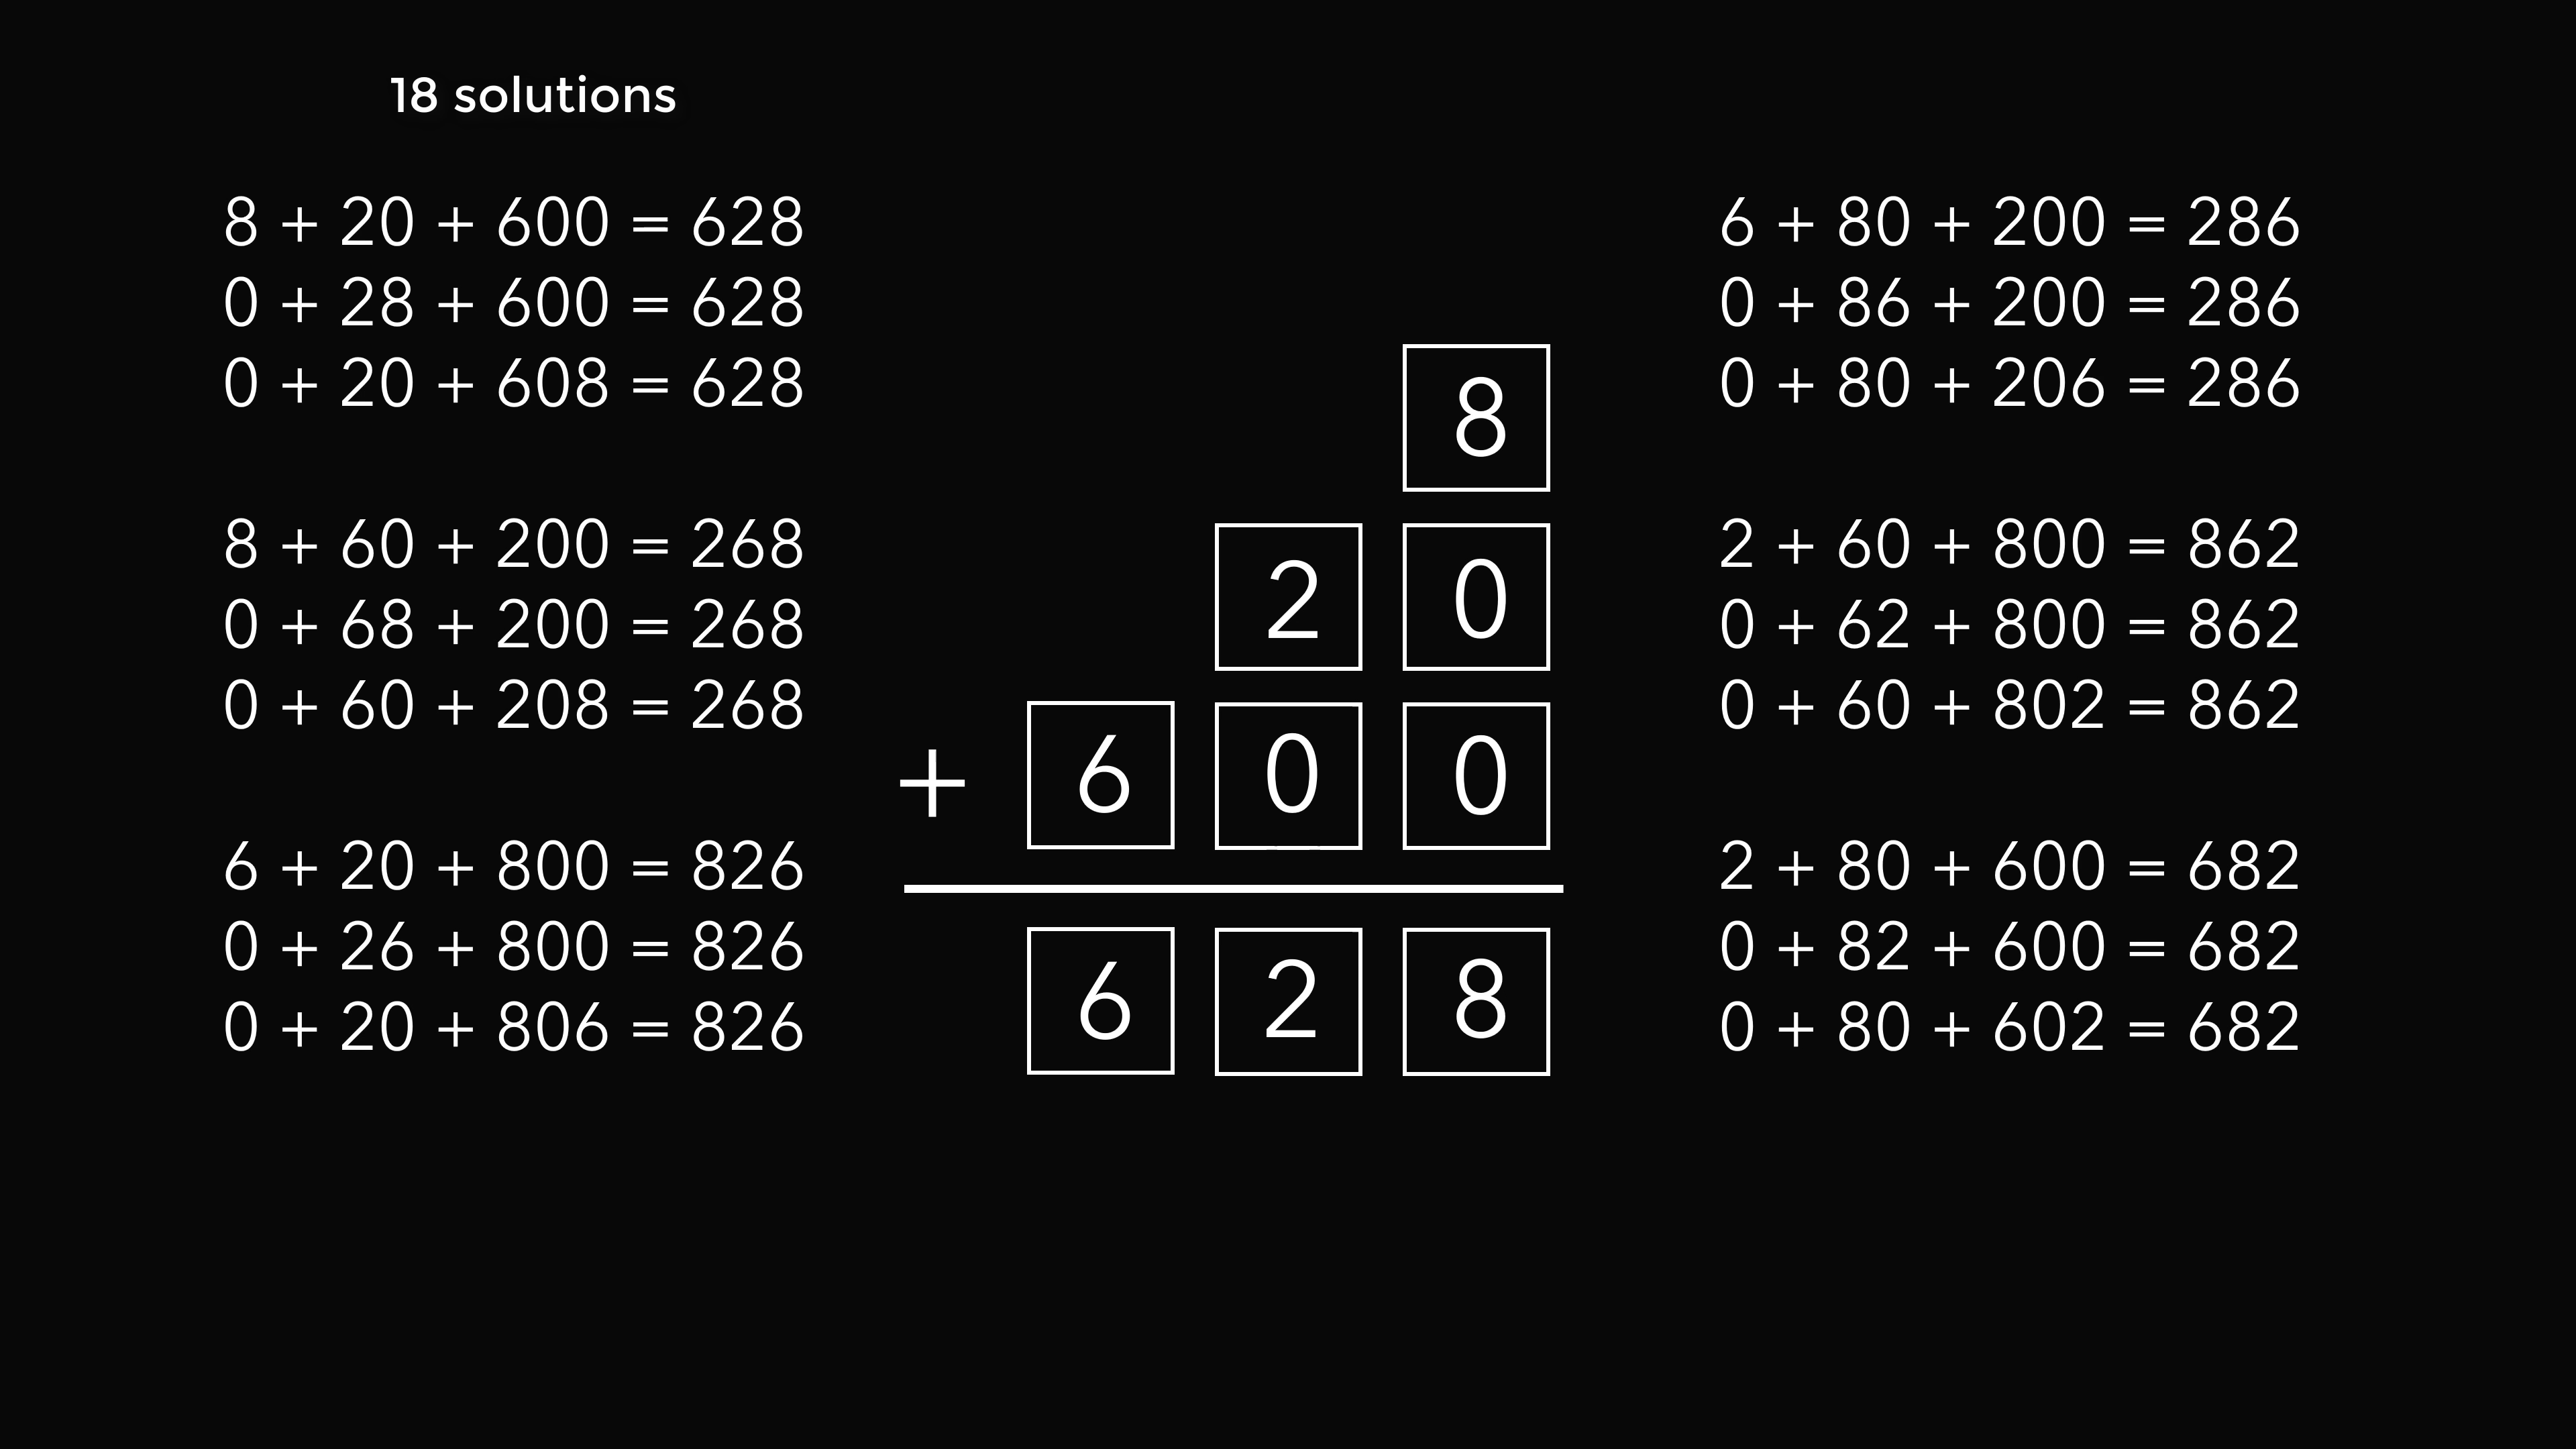 18 solutions
8 + 20 + 600 = 628
0 + 28 + 600 = 628
0 + 20 + 608 = 628
8 + 60 + 200 = 268
0 + 68 + 200 = 268
0 + 60 + 208 = 268
6 + 20 + 800 = 826
0 + 26 + 800 = 826
0 + 20 + 806 = 826
8
2 0
+ 6 0 0
6 2 8
6 + 80 + 200 = 286
0 + 86 + 200 = 286
0 + 80 + 206 = 286
2 + 60 + 800 = 862
0 + 62 + 800 = 862
0 + 60 + 802 = 862
2 + 80 + 600 = 682
0 + 82 + 600 = 682
0 + 80 + 602 = 682